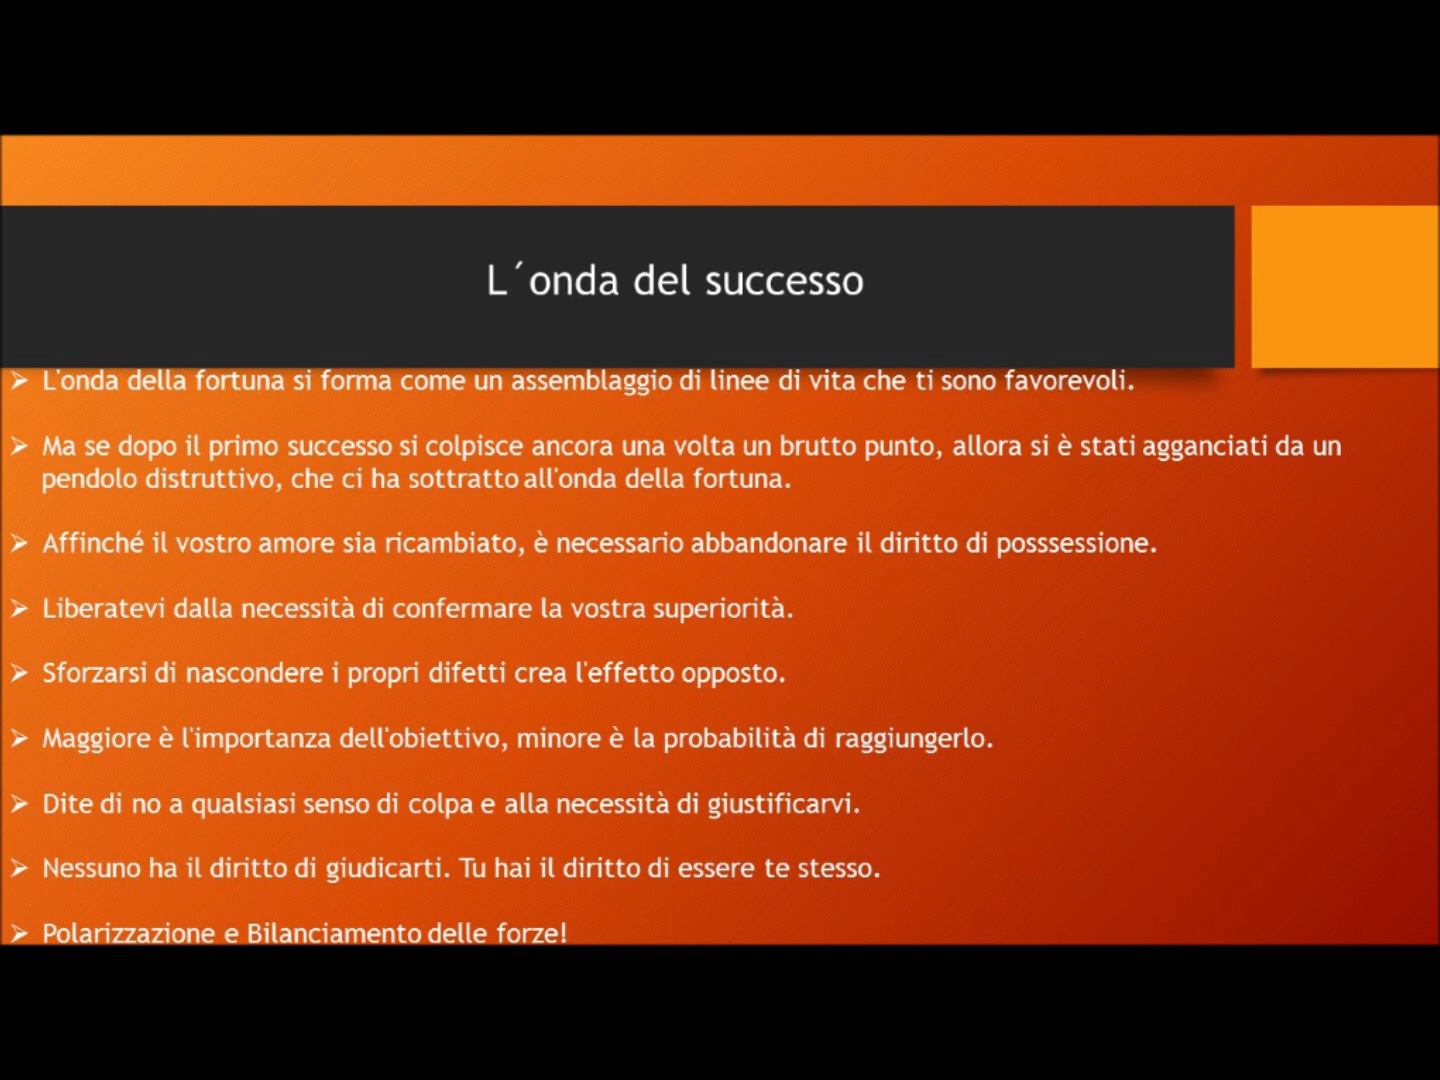 L´onda del successo
➢ L'onda della fortuna si forma come un assemblaggio di linee di vita che ti sono favorevoli.
➢ Ma se dopo il primo successo si colpisce ancora una volta un brutto punto, allora si è stati agganciati da un
pendolo distruttivo, che ci ha sottratto all'onda della fortuna.
➢ Affinché il vostro amore sia ricambiato, è necessario abbandonare il diritto di posssessione.
➢ Liberatevi dalla necessità di confermare la vostra superiorità.
➢ Sforzarsi di nascondere i propri difetti crea l'effetto opposto.
➢ Maggiore è l'importanza dell'obiettivo, minore è la probabilità di raggiungerlo.
➢ Dite di no a qualsiasi senso di colpa e alla necessità di giustificarvi.
➢ Nessuno ha il diritto di giudicarti. Tu hai il diritto di essere te stesso.
➢ Polarizzazione e Bilanciamento delle forze!